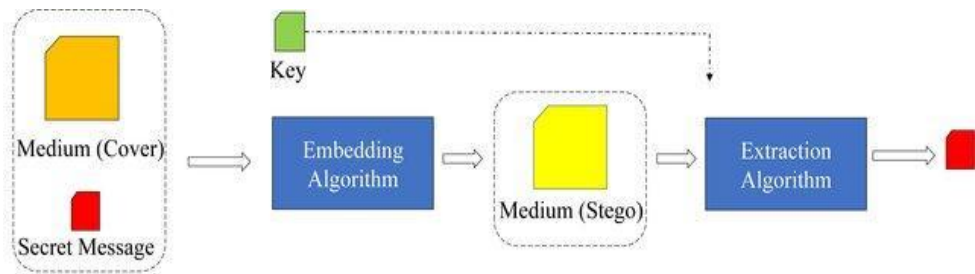 Medium (Cover)
Secret Message
Key
Embedding
Algorithm
Medium (Stego)
Extraction
Algorithm